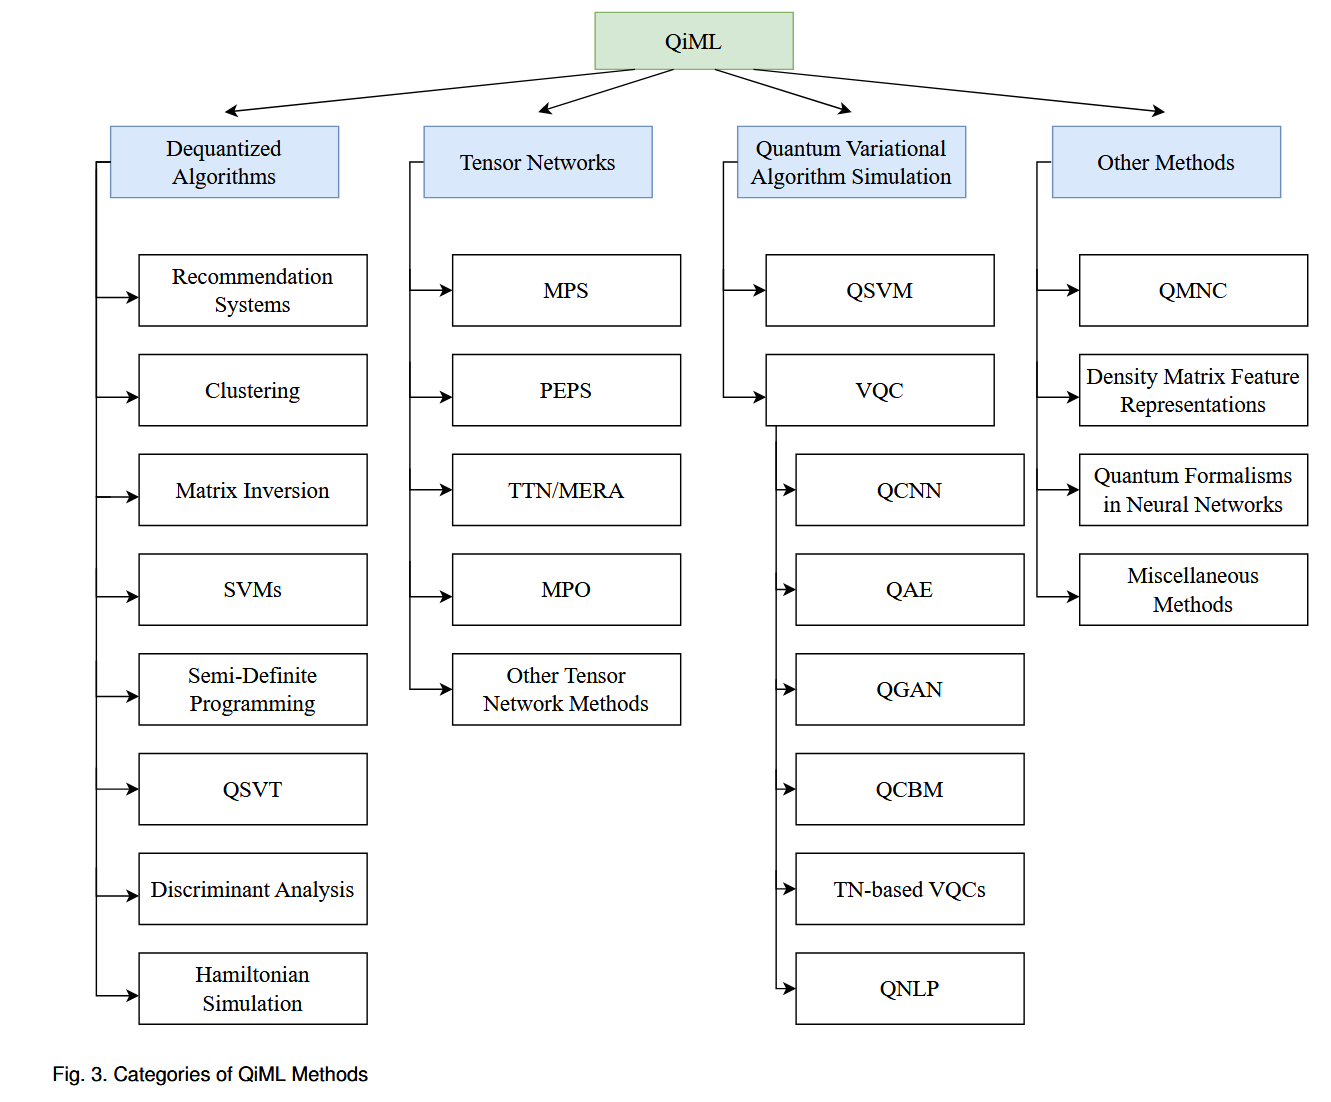 QiML
Dequantized
Algorithms
Recommendation
Systems
Clustering
Matrix Inversion
SVMs
Semi-Definite
Programming
QSVT
Discriminant Analysis
Hamiltonian
Simulation
Tensor Networks
MPS
PEPS
TTN/MERA
MPO
Other Tensor
Network Methods
Quantum Variational
Algorithm Simulation
QSVM
VQC
QCNN
QAE
QGAN
QCBM
TN-based VQCs
QNLP
Other Methods
QMNC
Density Matrix Feature
Representations
Quantum Formalisms
in Neural Networks
Miscellaneous
Methods
Fig. 3. Categories of QiML Methods